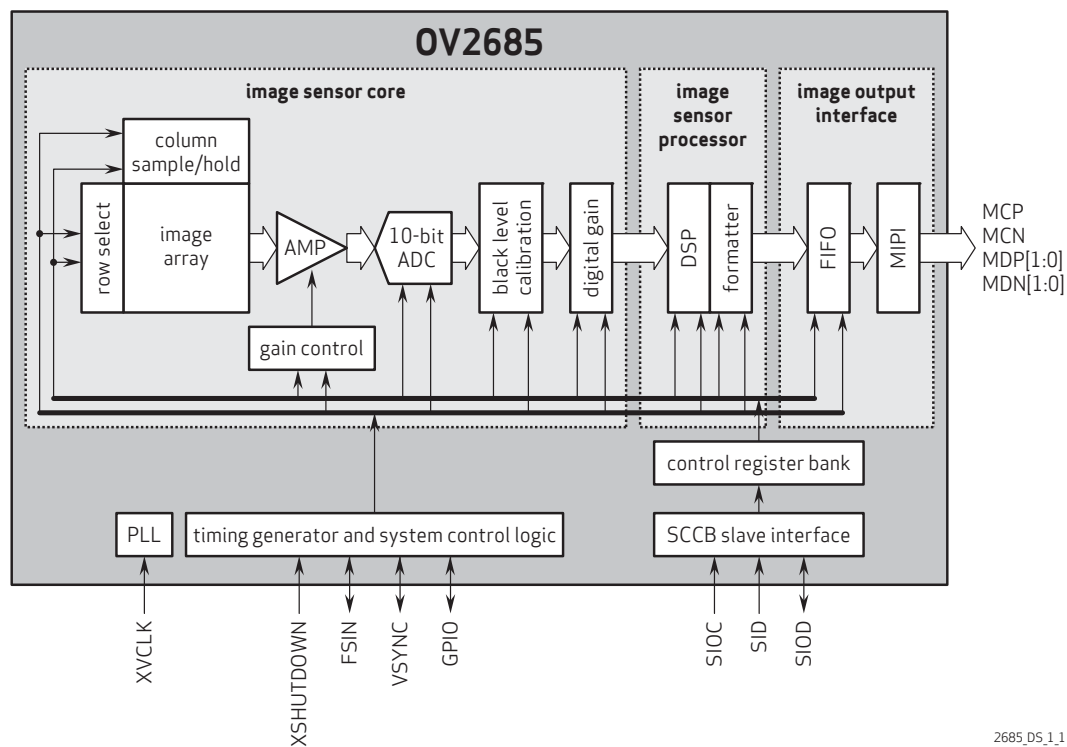 OV2685
image sensor core
image
sensor
processor
image output
interface
column
sample/hold
row select
image
array
AMP
10-bit
ADC
black level
calibration
digital gain
DSP
formatter
FIFO
MIPI
MCP
MCN
MDP[1:0]
MDN[1:0]
gain control
control register bank
PLL
timing generator and system control logic
SCCB slave interface
XVCLK
XSHUTDOWN
FSIN
VSYNC
GPIO
SIOC
SID
SIOD
2685_DS_1_1